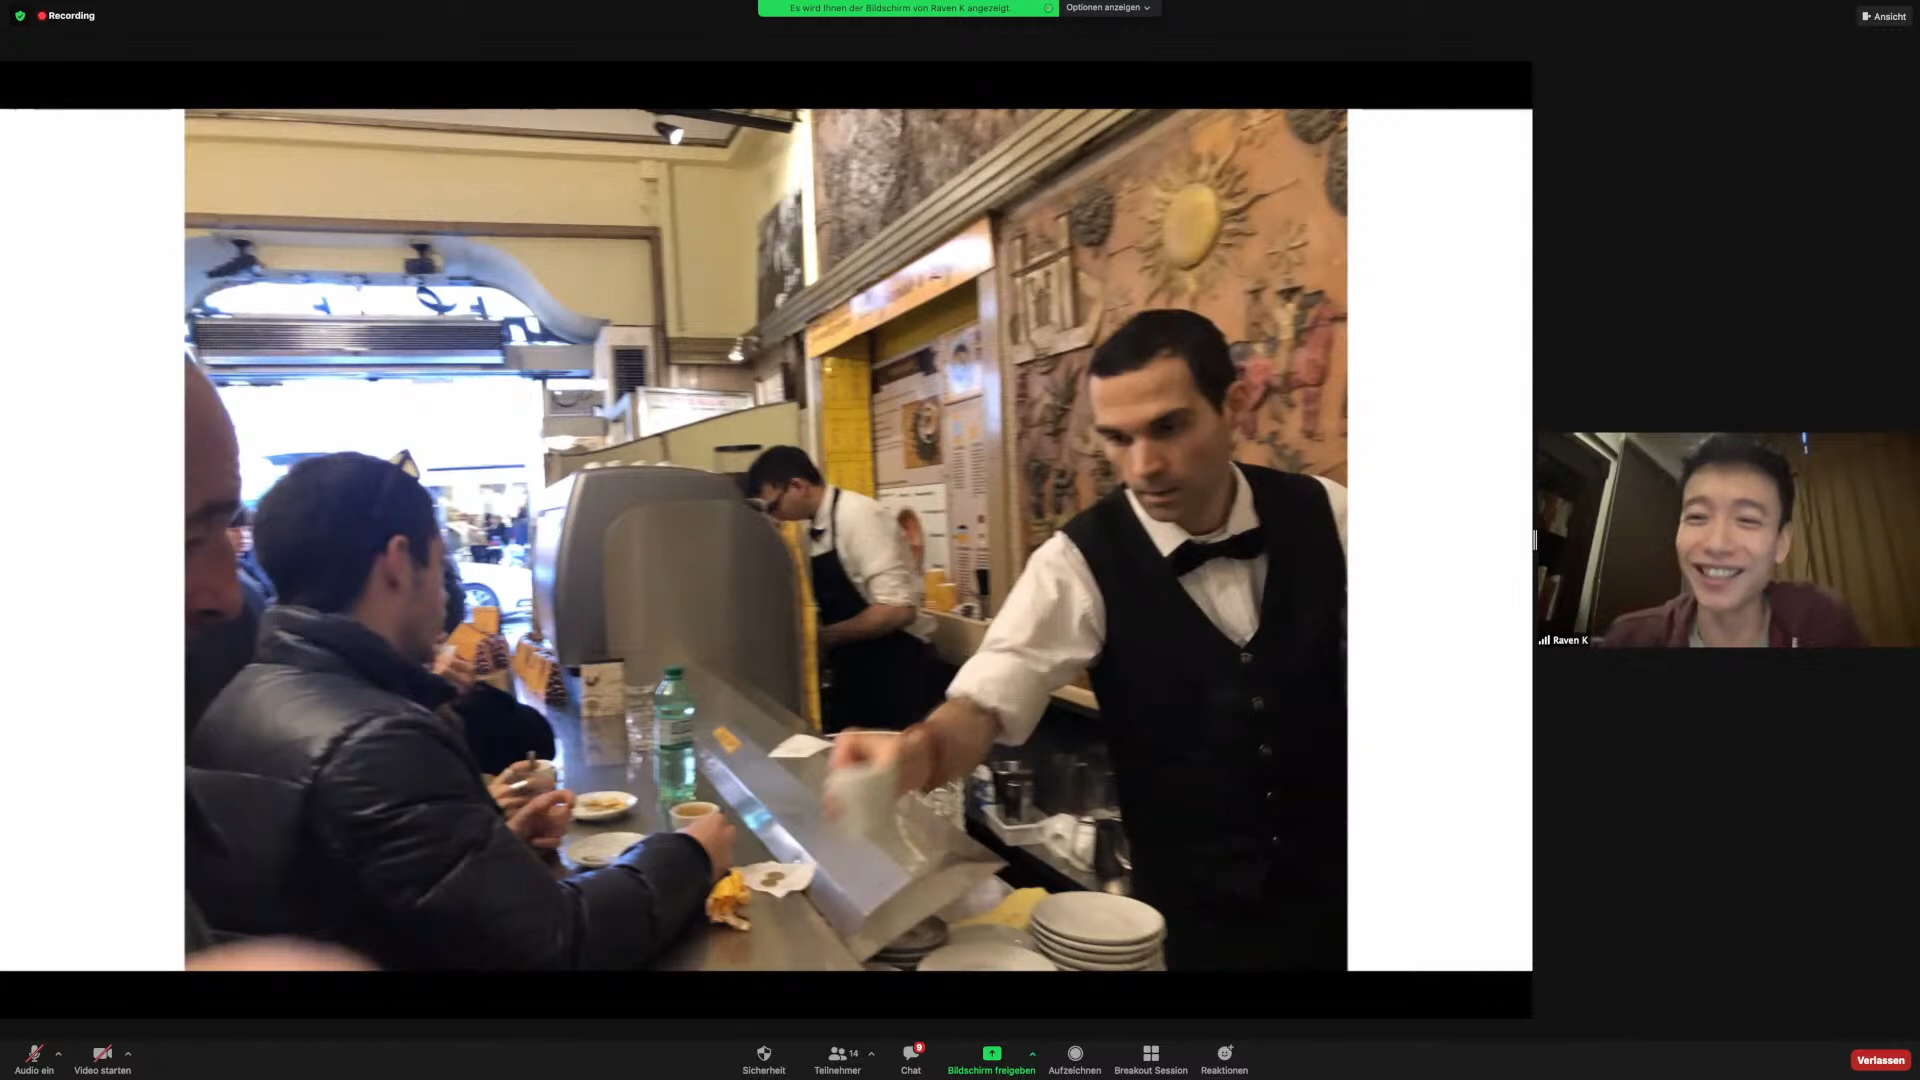 Recording
Es wird Ihnen der Bildschirm von Raven K angezeigt.
Optionen anzeigen
Ansicht
Raven K
Audio ein
Video starten
Sicherheit
14
Teilnehmer
9
Chat
Bildschirm freigeben
Aufzeichnen
Breakout Session
Reaktionen
Verlassen